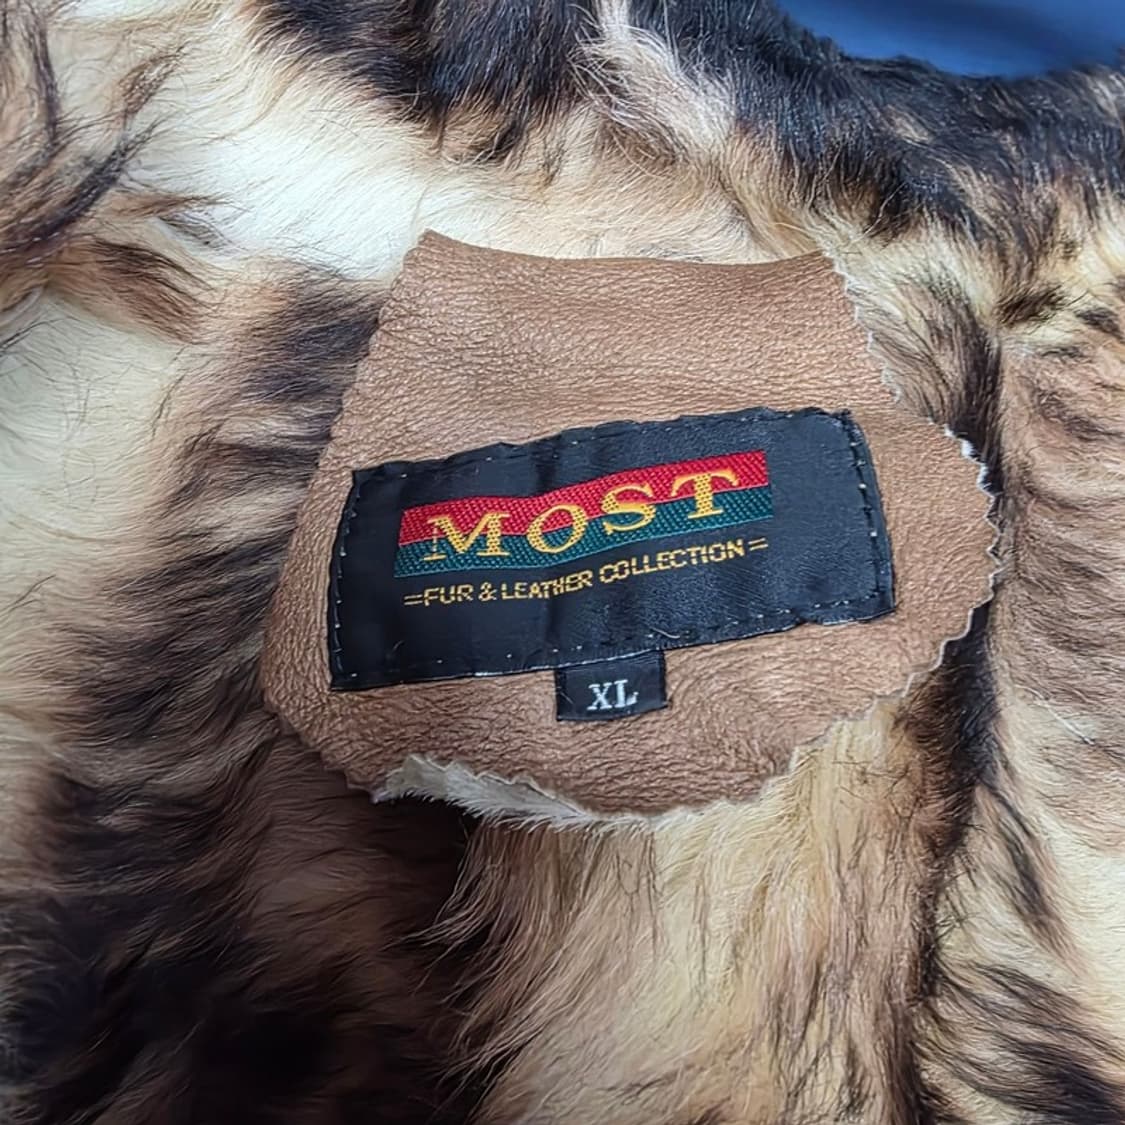 MOST
=FUR & LEATHER COLLECTION=
XL